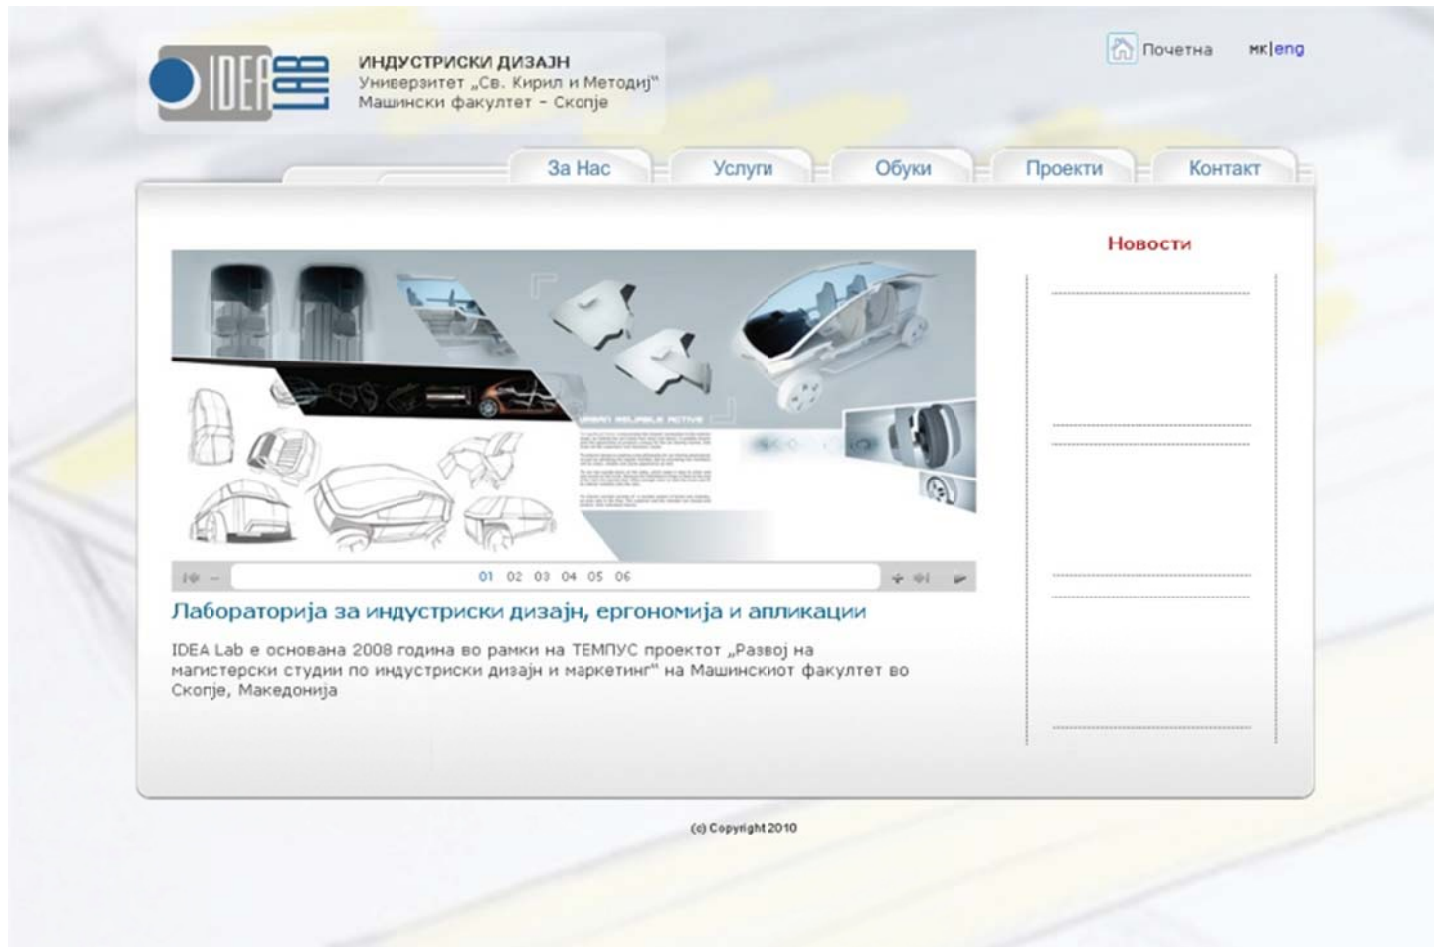 IDEA LAB
ИНДУСТРИСКИ ДИЗАЈН
Универзитет „Св. Кирил и Методиј“
Машински факултет – Скопје
Почетна
мк|eng
За Нас
Услуги
Обуки
Проекти
Контакт
Новости
URBAN RELIABLE ACTIVE
01 02 03 04 05 06
Лабораторија за индустриски дизајн, ергономија и апликации
IDEA Lab е основана 2008 година во рамки на ТЕМПУС проектот „Развој на
магистерски студии по индустриски дизајн и маркетинг“ на Машинскиот факултет во
Скопје, Македонија
(c) Copyright 2010